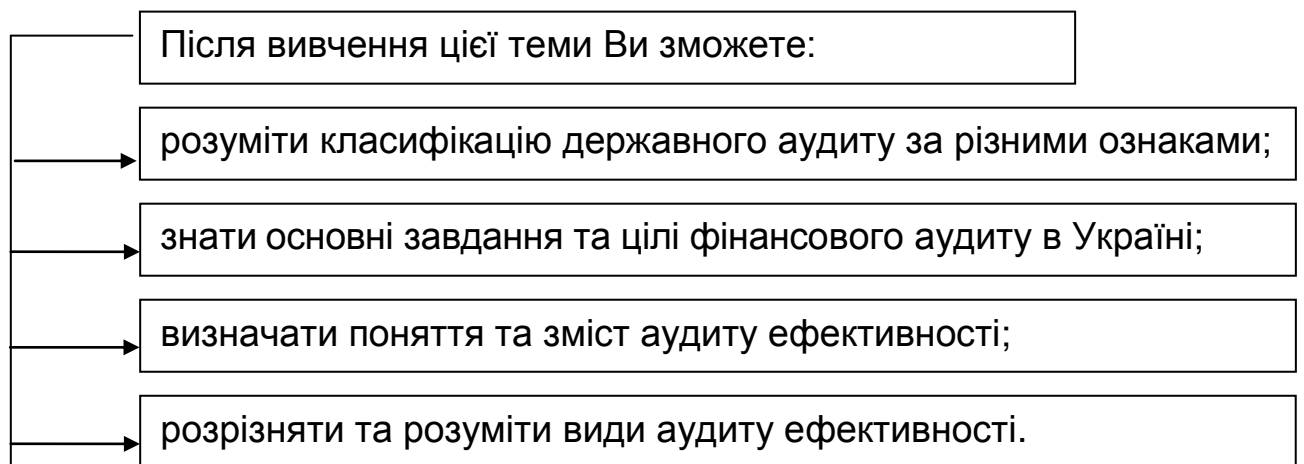 Після вивчення цієї теми Ви зможете:
розуміти класифікацію державного аудиту за різними ознаками;
знати основні завдання та цілі фінансового аудиту в Україні;
визначати поняття та зміст аудиту ефективності;
розрізняти та розуміти види аудиту ефективності.